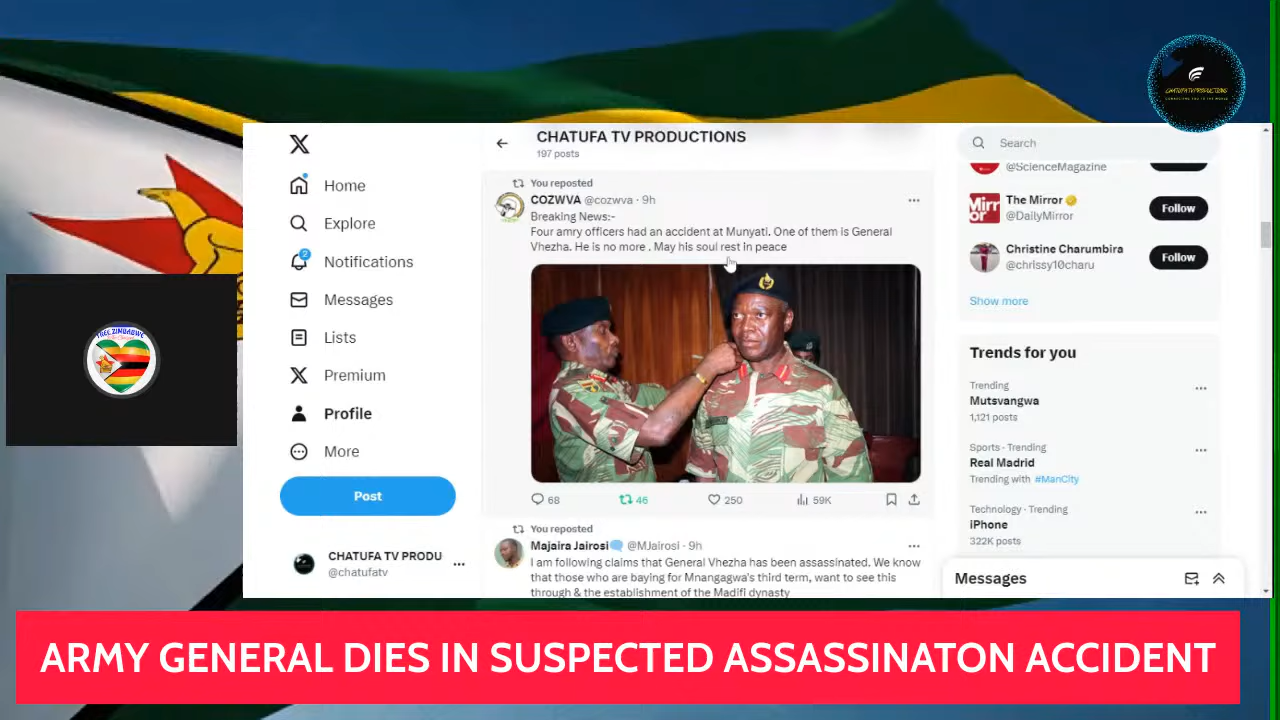 CHATUFATVPRODUCTIONS
X
CHATUFA TV PRODUCTIONS
197 posts
Home
Explore
2
Notifications
Messages
Lists
Premium
Profile
More
Post
CHATUFA TV PRODU
@chatufatv
You reposted
COZWVA @cozwva · 9h
Breaking News:-
Four amry officers had an accident at Munyati. One of them is General
Vhezha. He is no more . May his soul rest in peace
68
46
250
59K
You reposted
Majaira Jairosi @MJairosi · 9h
I am following claims that General Vhezha has been assassinated. We know
that those who are baying for Mnangagwa's third term, want to see this
through & the establishment of the Madifi dynasty
Search
@ScienceMagazine
The Mirror
@DailyMirror
Follow
Christine Charumbira
@chrissy10charu
Follow
Show more
Trends for you
Trending
Mutsvangwa
1,121 posts
Sports · Trending
Real Madrid
Trending with #ManCity
Technology · Trending
iPhone
322K posts
Messages
FREE ZIMBABWE
ARMY GENERAL DIES IN SUSPECTED ASSASSINATON ACCIDENT